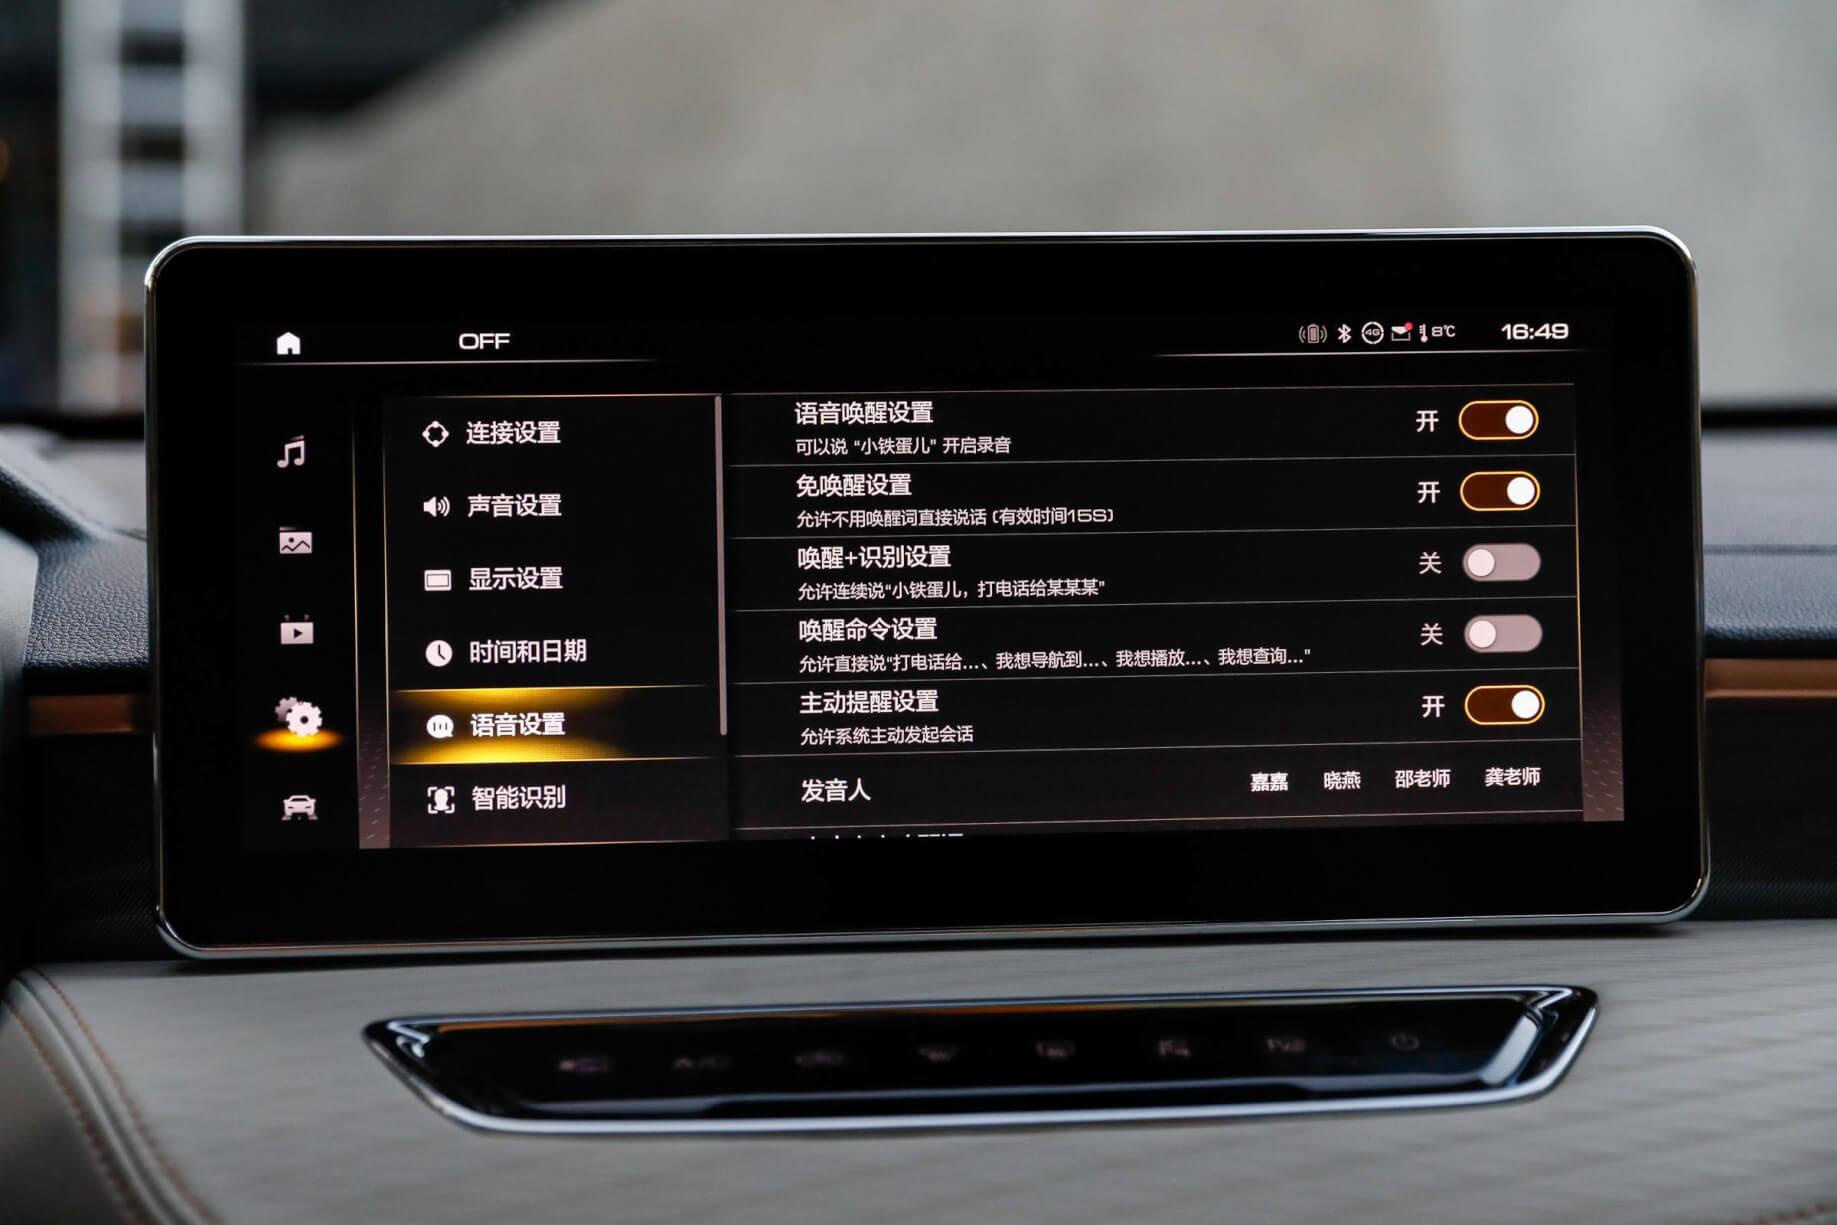 OFF
4G
8℃
16:49
连接设置
声音设置
显示设置
时间和日期
语音设置
智能识别
语音唤醒设置
开
可以说 “小铁蛋儿” 开启录音
免唤醒设置
开
允许不用唤醒词直接说话 (有效时间15S)
唤醒+识别设置
关
允许连续说“小铁蛋儿，打电话给某某某”
唤醒命令设置
关
允许直接说“打电话给...、我想导航到...、我想播放...、我想查询...”
主动提醒设置
开
允许系统主动发起会话
发音人
嘉嘉
晓燕
邵老师
龚老师